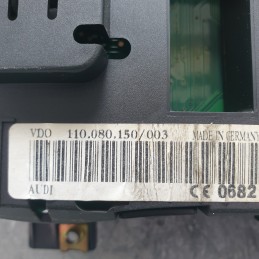 VDO 110.080.150/003 MADE IN GERMANY
AUDI CE 0682